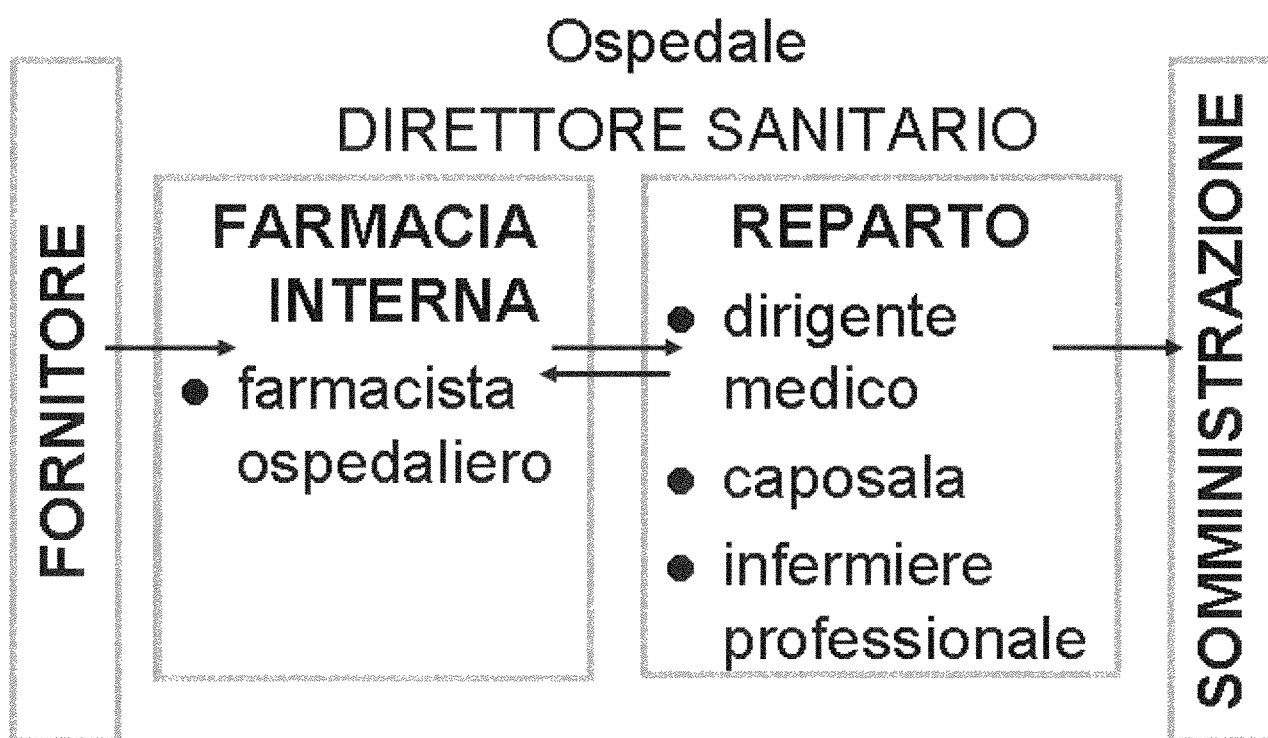 Ospedale
DIRETTORE SANITARIO
FORNITORE
FARMACIA
INTERNA
● farmacista
ospedaliero
REPARTO
● dirigente
medico
● caposala
● infermiere
professionale
SOMMINISTRAZIONE